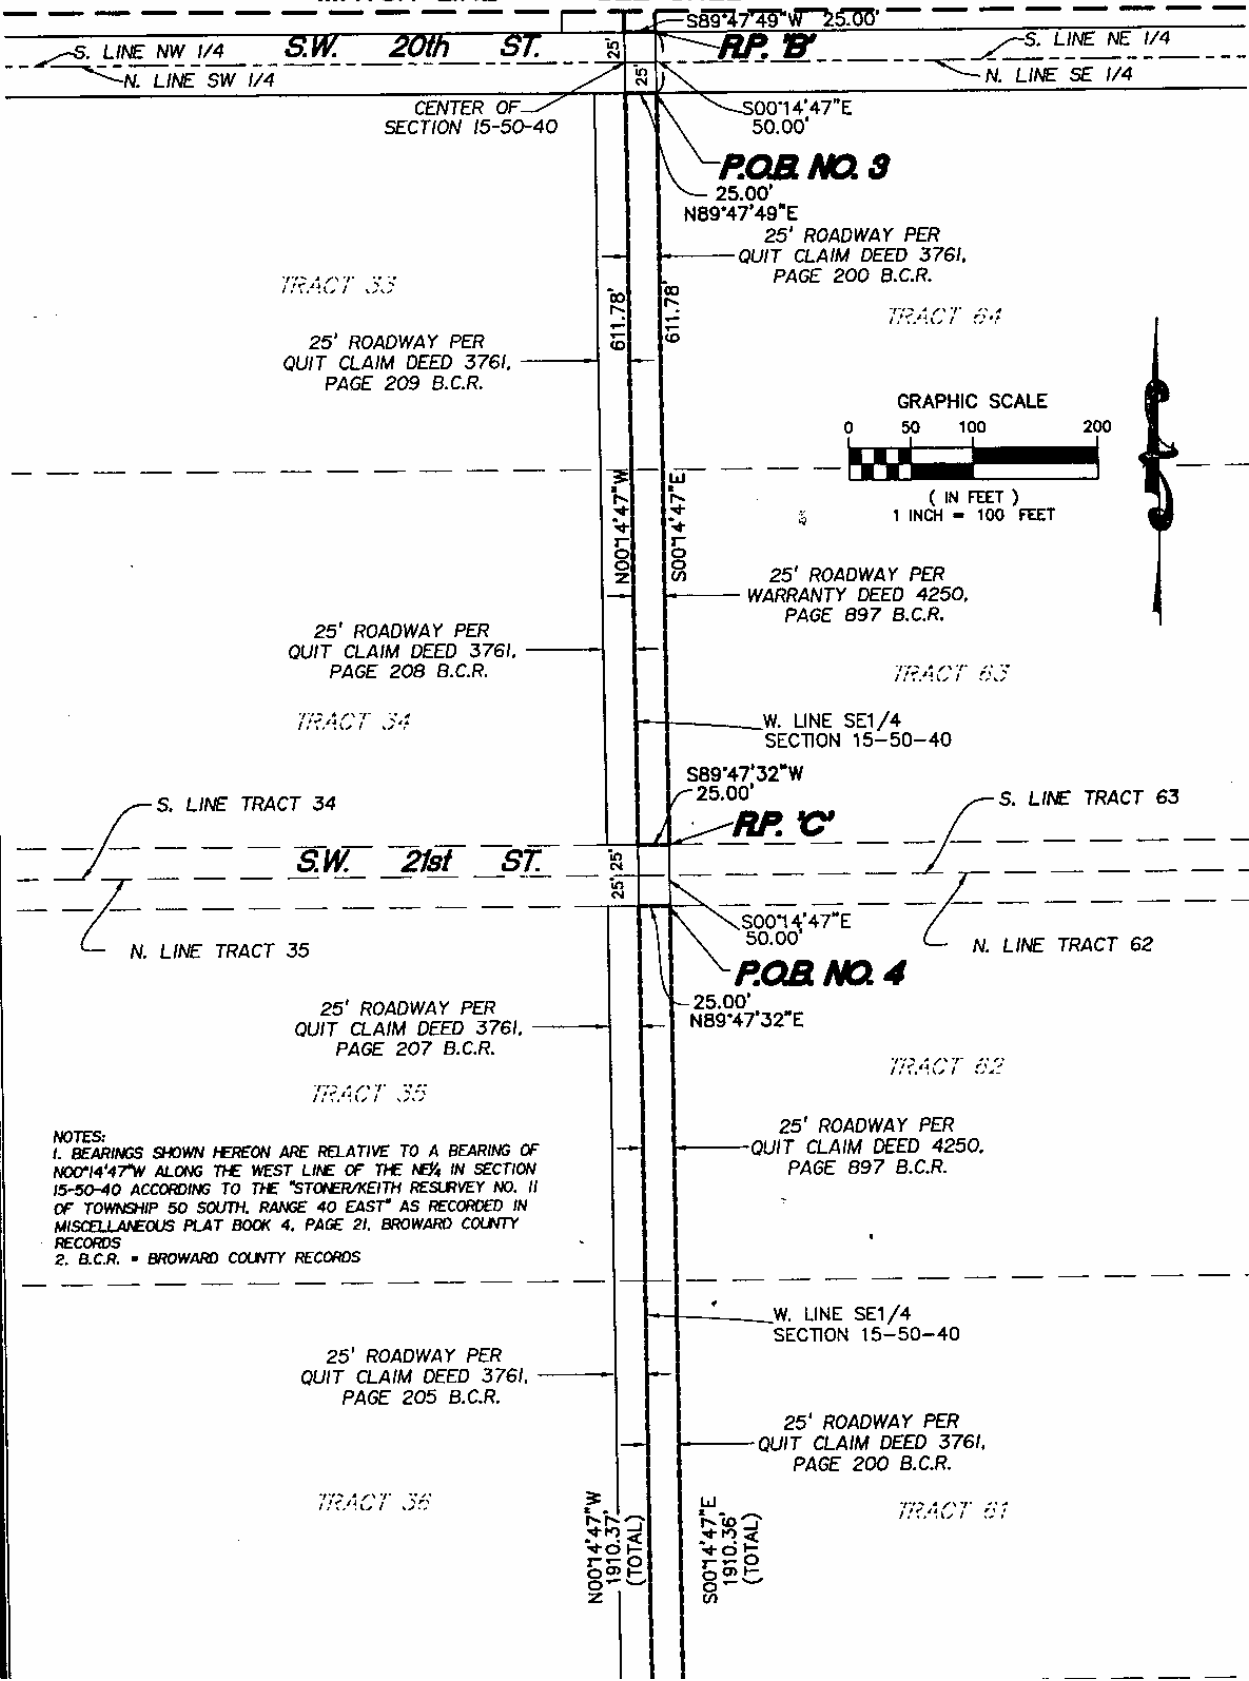 S89°47'49"W 25.00'
S. LINE NW 1/4
S.W. 20th ST.
25'
R.P. 'B'
S. LINE NE 1/4
N. LINE SW 1/4
25'
N. LINE SE 1/4
CENTER OF
SECTION 15-50-40
S00°14'47"E
50.00'
P.O.B. NO. 3
25.00'
N89°47'49"E
25' ROADWAY PER
QUIT CLAIM DEED 3761,
PAGE 200 B.C.R.
TRACT 33
611.78'
611.78'
TRACT 64
25' ROADWAY PER
QUIT CLAIM DEED 3761,
PAGE 209 B.C.R.
GRAPHIC SCALE
0 50 100 200
( IN FEET )
1 INCH = 100 FEET
N00°14'47"W
S00°14'47"E
25' ROADWAY PER
WARRANTY DEED 4250,
PAGE 897 B.C.R.
25' ROADWAY PER
QUIT CLAIM DEED 3761,
PAGE 208 B.C.R.
TRACT 63
TRACT 34
W. LINE SE1/4
SECTION 15-50-40
S89°47'32"W
25.00'
S. LINE TRACT 34
S. LINE TRACT 63
R.P. 'C'
S.W. 21st ST.
25' 25'
S00°14'47"E
50.00'
N. LINE TRACT 35
N. LINE TRACT 62
P.O.B. NO. 4
25.00'
N89°47'32"E
25' ROADWAY PER
QUIT CLAIM DEED 3761,
PAGE 207 B.C.R.
TRACT 62
TRACT 35
25' ROADWAY PER
QUIT CLAIM DEED 4250,
PAGE 897 B.C.R.
NOTES:
1. BEARINGS SHOWN HEREON ARE RELATIVE TO A BEARING OF
N00°14'47"W ALONG THE WEST LINE OF THE NE¼ IN SECTION
15-50-40 ACCORDING TO THE "STONER/KEITH RESURVEY NO. II
OF TOWNSHIP 50 SOUTH, RANGE 40 EAST" AS RECORDED IN
MISCELLANEOUS PLAT BOOK 4, PAGE 21, BROWARD COUNTY
RECORDS
2. B.C.R. = BROWARD COUNTY RECORDS
W. LINE SE1/4
SECTION 15-50-40
25' ROADWAY PER
QUIT CLAIM DEED 3761,
PAGE 205 B.C.R.
25' ROADWAY PER
QUIT CLAIM DEED 3761,
PAGE 200 B.C.R.
TRACT 36
N00°14'47"W
1910.37'
(TOTAL)
S00°14'47"E
1910.36'
(TOTAL)
TRACT 61